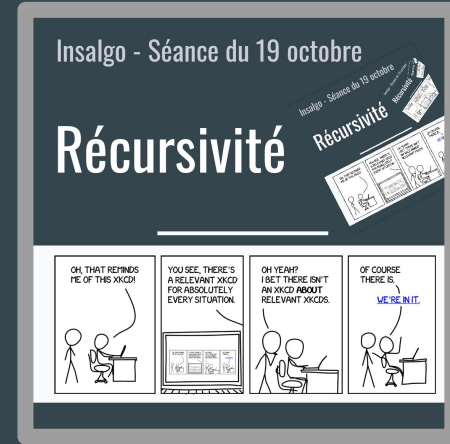 Insalgo - Séance du 19 octobre
Récursivité
Insalgo - Séance du 19 octobre
Récursivité
Récursivité
OH, THAT REMINDS
ME OF THIS XKCD!
YOU SEE, THERE'S
A RELEVANT XKCD
FOR ABSOLUTELY
EVERY SITUATION.
OH YEAH?
I BET THERE ISN'T
AN XKCD ABOUT
RELEVANT XKCDS.
OF COURSE
THERE IS.
WE'RE IN IT.